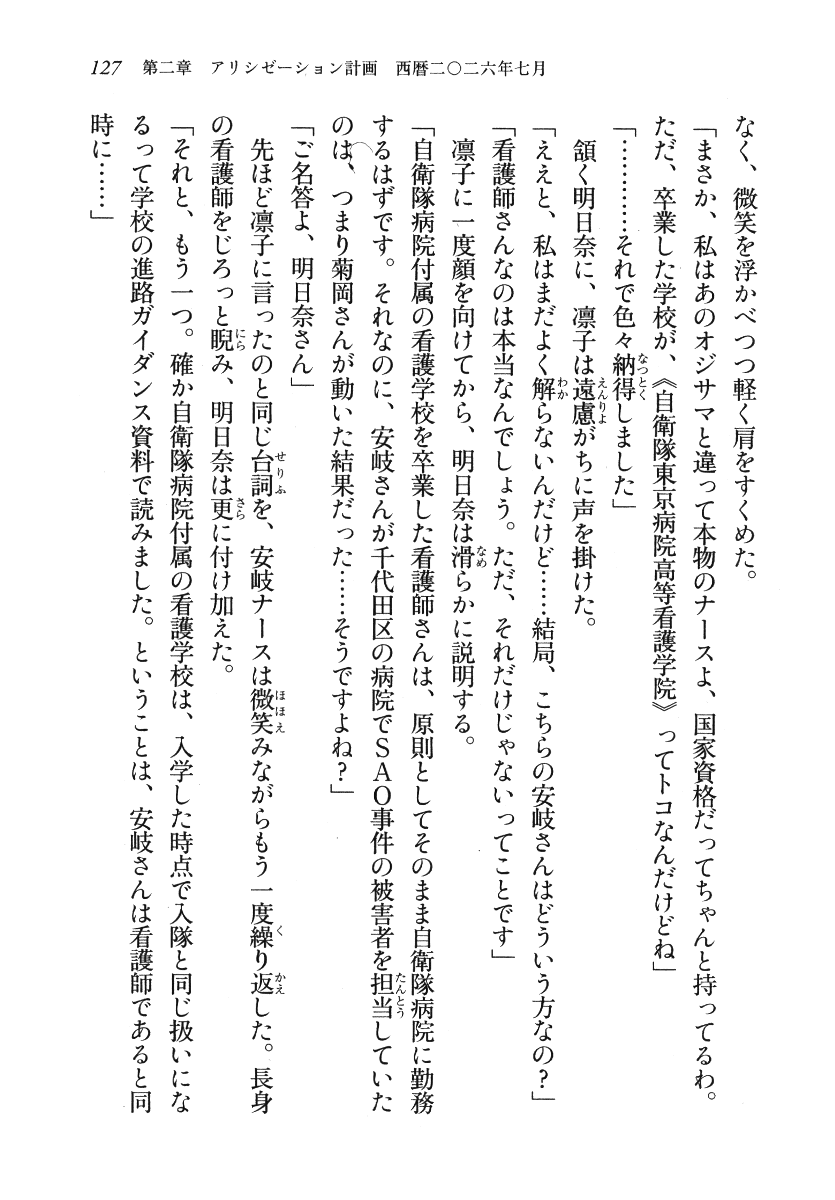 127　第二章　アリシゼーション計画　西暦二〇二六年七月
なく、微笑を浮かべつつ軽く肩をすくめた。
「まさか、私はあのオジサマと違って本物のナースよ、国家資格だってちゃんと持ってるわ。
ただ、卒業した学校が、《自衛隊東京病院高等看護学院》ってトコなんだけどね」
「…………それで色々納得しました」
頷く明日奈に、凛子は遠慮がちに声を掛けた。
「ええと、私はまだよく解らないんだけど……結局、こちらの安岐さんはどういう方なの？」
「看護師さんなのは本当なんでしょう。ただ、それだけじゃないってことです」
凛子に一度顔を向けてから、明日奈は滑らかに説明する。
「自衛隊病院付属の看護学校を卒業した看護師さんは、原則としてそのまま自衛隊病院に勤務
するはずです。それなのに、安岐さんが千代田区の病院でＳＡＯ事件の被害者を担当していた
のは、つまり菊岡さんが動いた結果だった……そうですよね？」
「ご名答よ、明日奈さん」
先ほど凛子に言ったのと同じ台詞を、安岐ナースは微笑みながらもう一度繰り返した。長身
の看護師をじろっと睨み、明日奈は更に付け加えた。
「それと、もう一つ。確か自衛隊病院付属の看護学校は、入学した時点で入隊と同じ扱いにな
るって学校の進路ガイダンス資料で読みました。ということは、安岐さんは看護師であると同
時に……」